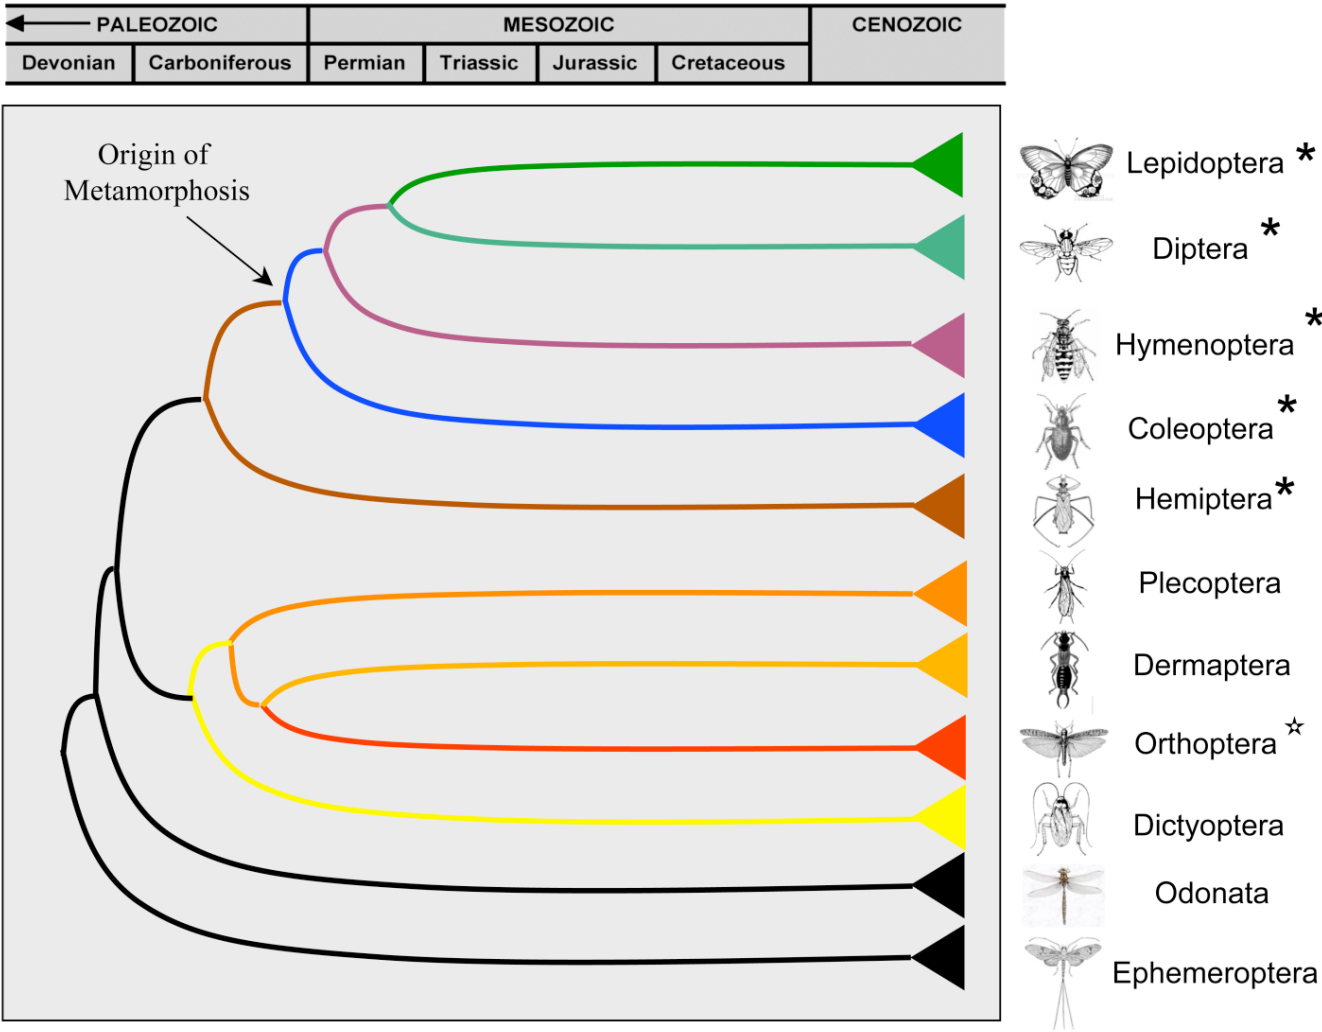 PALEOZOIC MESOZOIC CENOZOIC
Devonian Carboniferous Permian Triassic Jurassic Cretaceous
Origin of
Metamorphosis
Lepidoptera *
Diptera *
Hymenoptera *
Coleoptera *
Hemiptera *
Plecoptera
Dermaptera
Orthoptera ☆
Dictyoptera
Odonata
Ephemeroptera